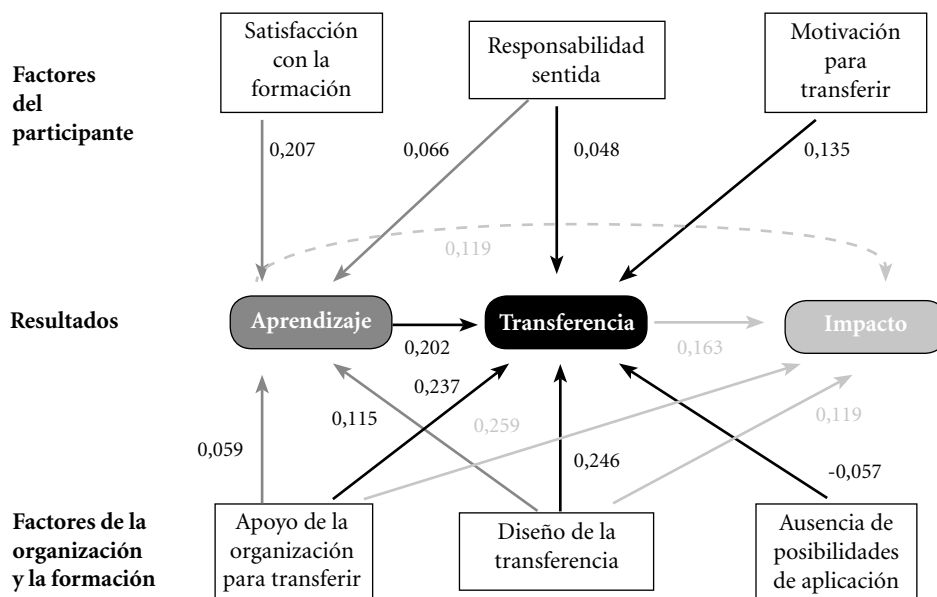 Factores
del
participante
Satisfacción
con la
formación
Responsabilidad
sentida
Motivación
para
transferir
0,207
0,066
0,048
0,135
0,119
Resultados
Aprendizaje
Transferencia
Impacto
0,202
0,163
0,237
0,115
0,259
0,119
0,059
0,246
-0,057
Factores de la
organización
y la formación
Apoyo de la
organización
para transferir
Diseño de la
transferencia
Ausencia de
posibilidades
de aplicación